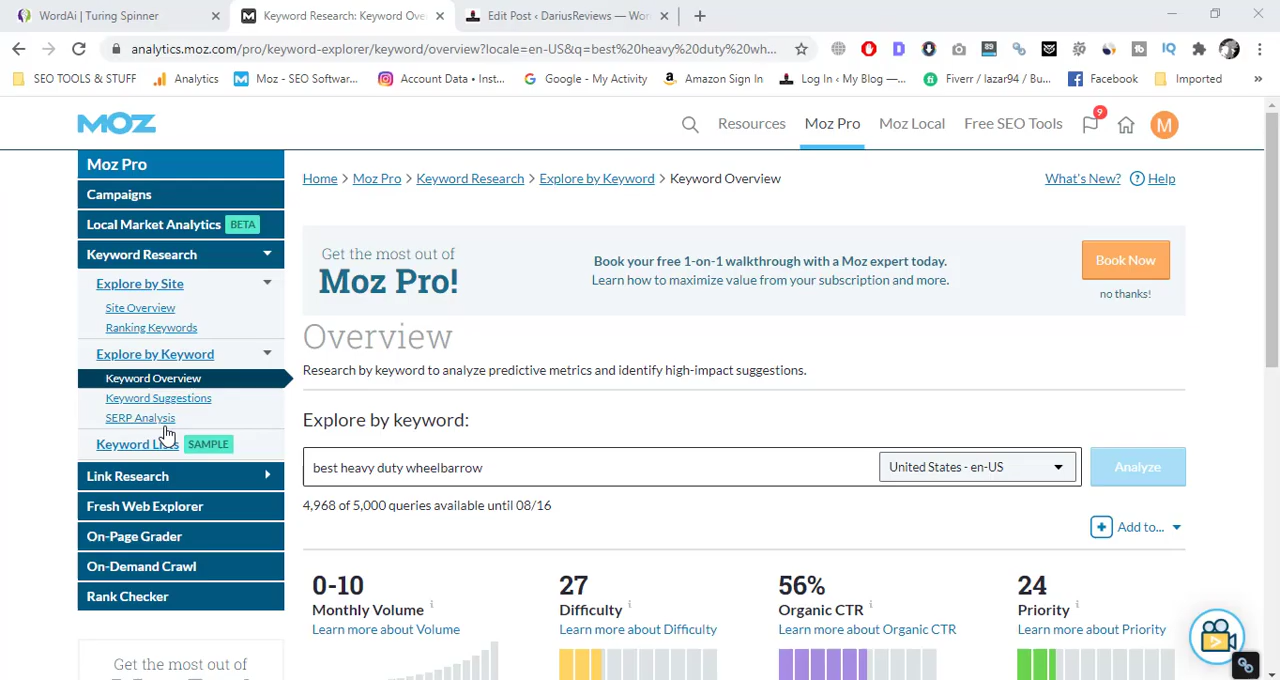 WordAi | Turing Spinner
Keyword Research: Keyword Ove
Edit Post ‹ DariusReviews — Wor
analytics.moz.com/pro/keyword-explorer/keyword/overview?locale=en-US&q=best%20heavy%20duty%20wh...
89
IQ
SEO TOOLS & STUFF
Analytics
Moz - SEO Software...
Account Data • Inst...
Google - My Activity
Amazon Sign In
Log In ‹ My Blog —...
Fiverr / lazar94 / Bu...
Facebook
Imported
»
MOZ
Resources
Moz Pro
Moz Local
Free SEO Tools
9
M
Moz Pro
Campaigns
Local Market Analytics BETA
Keyword Research
Explore by Site
Site Overview
Ranking Keywords
Explore by Keyword
Keyword Overview
Keyword Suggestions
SERP Analysis
Keyword Lists SAMPLE
Link Research
Fresh Web Explorer
On-Page Grader
On-Demand Crawl
Rank Checker
Get the most out of
Home > Moz Pro > Keyword Research > Explore by Keyword > Keyword Overview
What's New? ? Help
Get the most out of
Moz Pro!
Book your free 1-on-1 walkthrough with a Moz expert today.
Learn how to maximize value from your subscription and more.
Book Now
no thanks!
Overview
Research by keyword to analyze predictive metrics and identify high-impact suggestions.
Explore by keyword:
best heavy duty wheelbarrow
United States - en-US
Analyze
4,968 of 5,000 queries available until 08/16
Add to...
0-10
Monthly Volume i
Learn more about Volume
27
Difficulty i
Learn more about Difficulty
56%
Organic CTR i
Learn more about Organic CTR
24
Priority i
Learn more about Priority